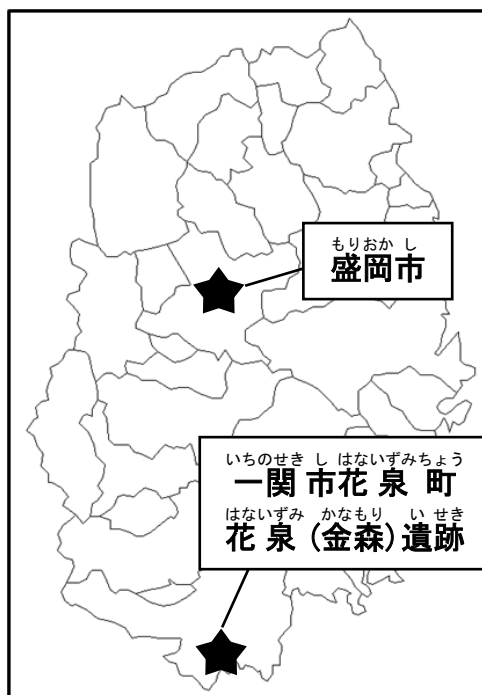 もりおか し
盛岡市
いちのせき し はないずみちょう
一関市花泉町
はないずみ かなもり い せき
花泉(金森)遺跡